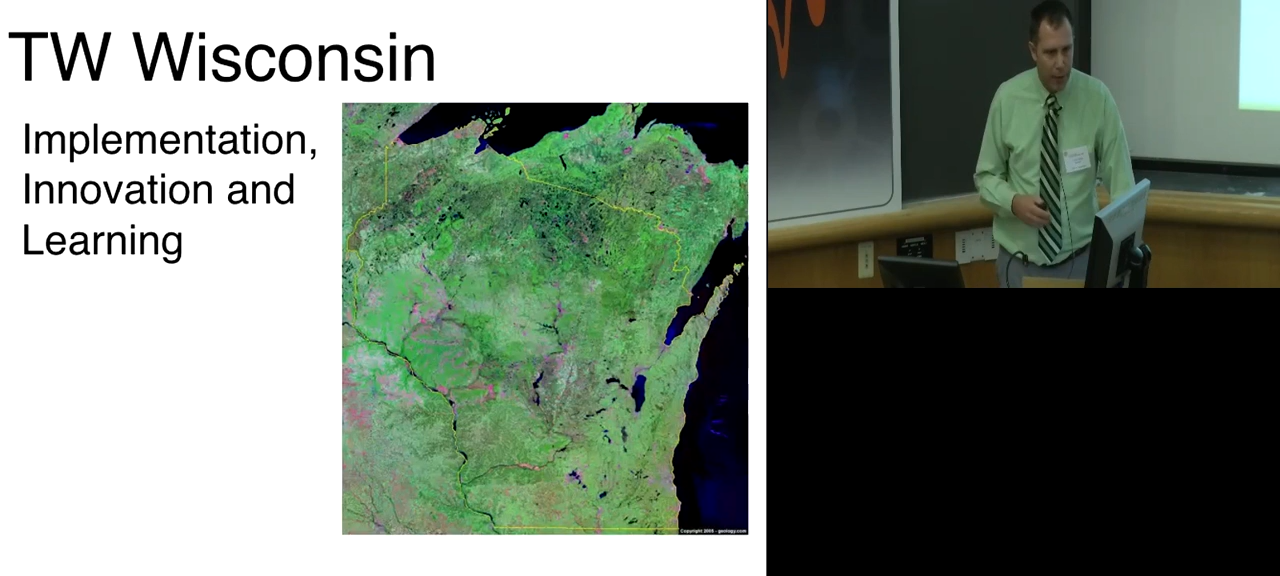 TW Wisconsin
Implementation,
Innovation and
Learning
Copyright 2005 - geology.com